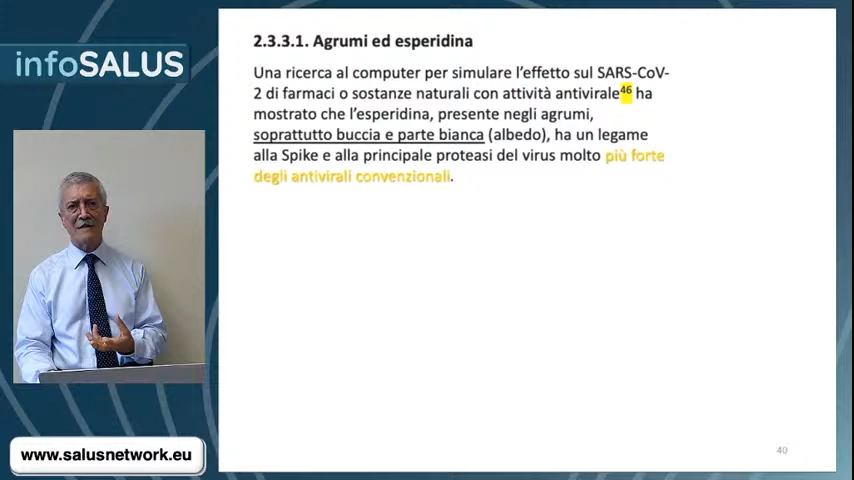 infoSALUS
2.3.3.1. Agrumi ed esperidina
Una ricerca al computer per simulare l'effetto sul SARS-CoV-
2 di farmaci o sostanze naturali con attività antivirale46 ha
mostrato che l'esperidina, presente negli agrumi,
soprattutto buccia e parte bianca (albedo), ha un legame
alla Spike e alla principale proteasi del virus molto più forte
degli antivirali convenzionali.
www.salusnetwork.eu
40